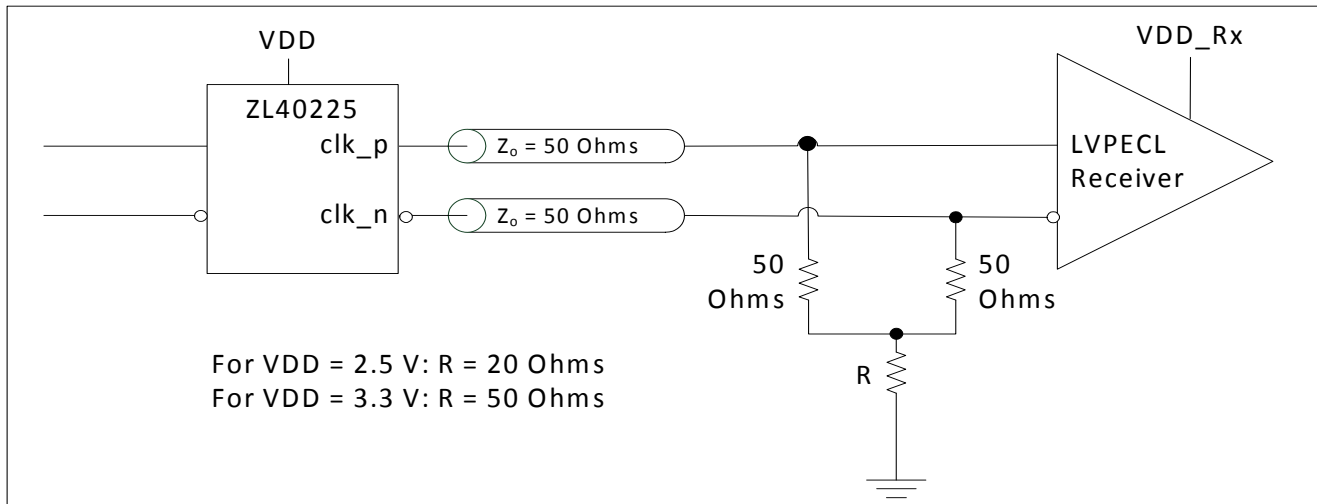 VDD
VDD_Rx
ZL40225
clk_p
Zₒ = 50 Ohms
LVPECL
Receiver
clk_n
Zₒ = 50 Ohms
50
Ohms
50
Ohms
For VDD = 2.5 V: R = 20 Ohms
For VDD = 3.3 V: R = 50 Ohms
R